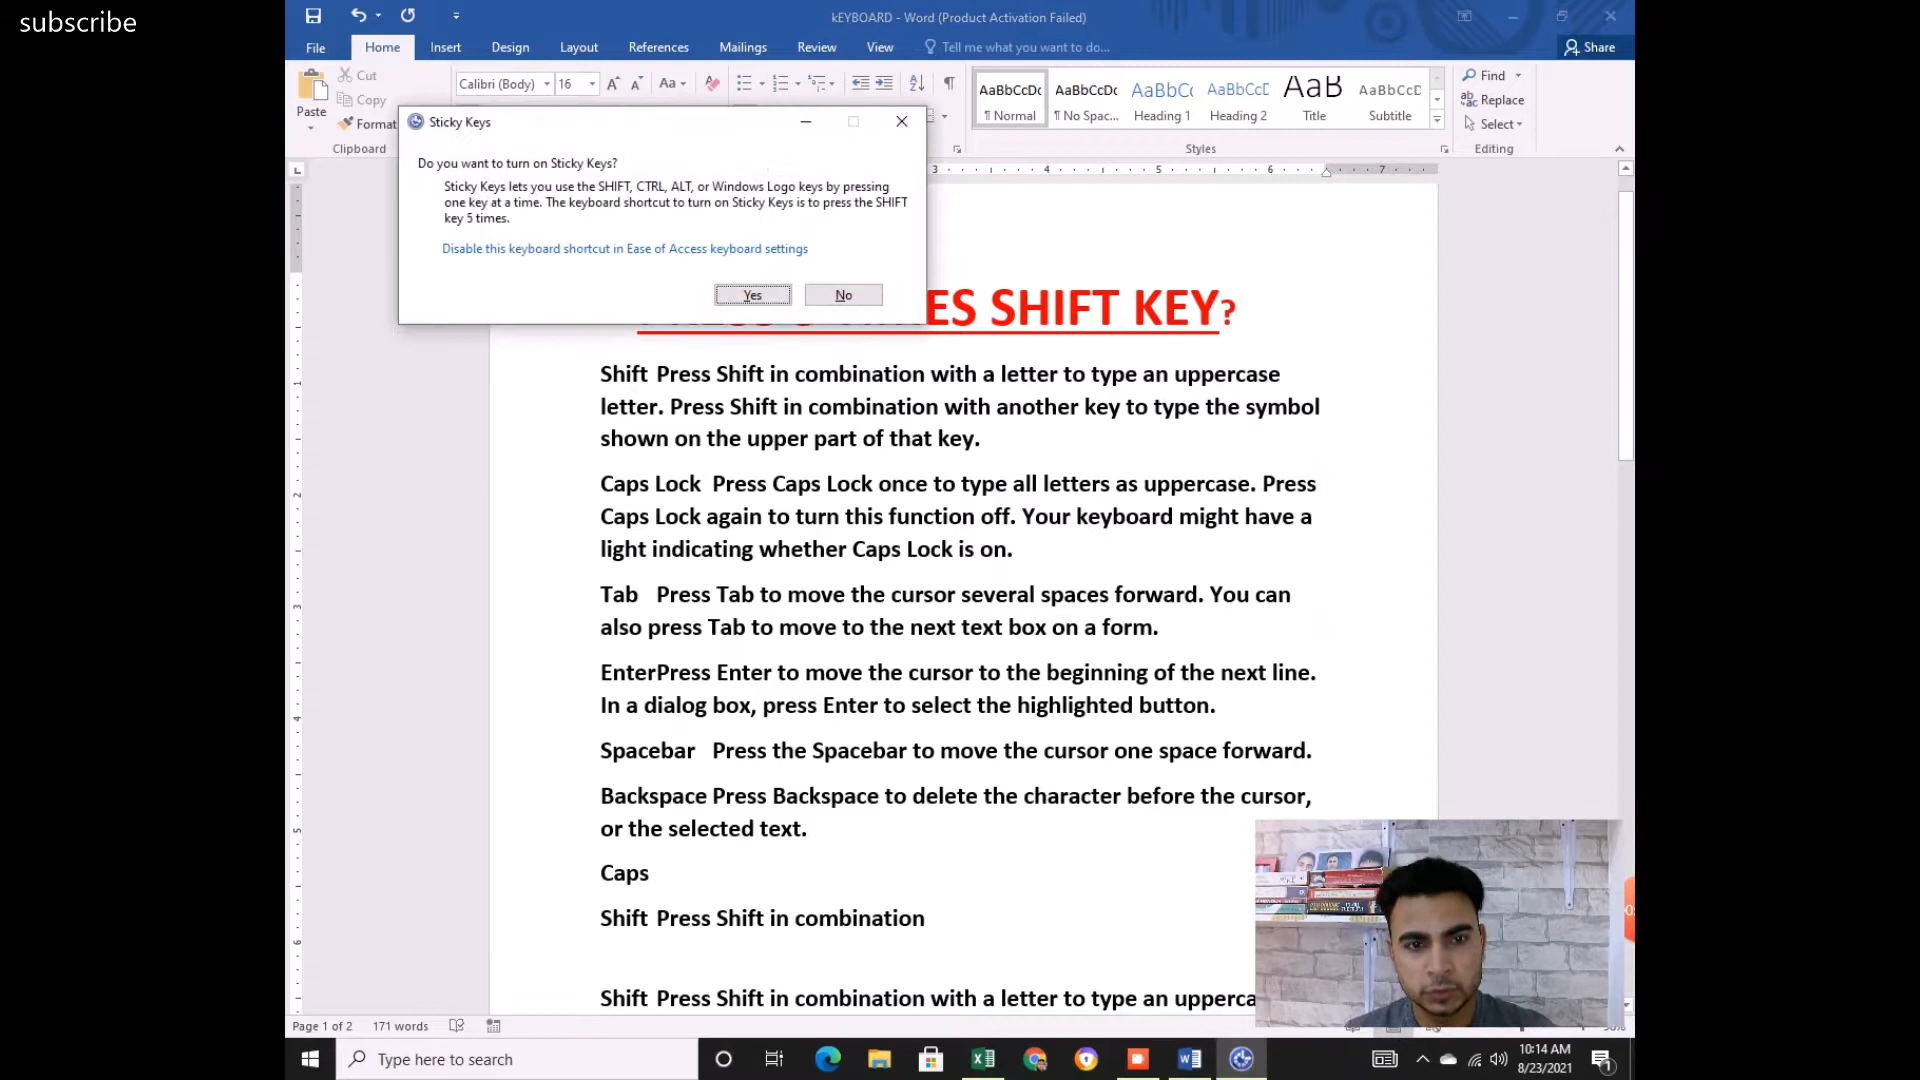 subscribe
kEYBOARD - Word (Product Activation Failed)
File Home Insert Design Layout References Mailings Review View Tell me what you want to do... Share
Cut
Copy
Format
Paste
Clipboard
Calibri (Body) 16
Aa
AaBbCcDc AaBbCcDc AaBbCc AaBbCcD AaB AaBbCcD
¶ Normal ¶ No Spac... Heading 1 Heading 2 Title Subtitle
Styles
Find
Replace
Select
Editing
Sticky Keys
Do you want to turn on Sticky Keys?
Sticky Keys lets you use the SHIFT, CTRL, ALT, or Windows Logo keys by pressing
one key at a time. The keyboard shortcut to turn on Sticky Keys is to press the SHIFT
key 5 times.
Disable this keyboard shortcut in Ease of Access keyboard settings
Yes No
3 4 5 6 7
ES SHIFT KEY?
Shift Press Shift in combination with a letter to type an uppercase
letter. Press Shift in combination with another key to type the symbol
shown on the upper part of that key.
Caps Lock Press Caps Lock once to type all letters as uppercase. Press
Caps Lock again to turn this function off. Your keyboard might have a
light indicating whether Caps Lock is on.
Tab Press Tab to move the cursor several spaces forward. You can
also press Tab to move to the next text box on a form.
EnterPress Enter to move the cursor to the beginning of the next line.
In a dialog box, press Enter to select the highlighted button.
Spacebar Press the Spacebar to move the cursor one space forward.
Backspace Press Backspace to delete the character before the cursor,
or the selected text.
Caps
Shift Press Shift in combination
Shift Press Shift in combination with a letter to type an upperca
Page 1 of 2 171 words
Type here to search
10:14 AM
8/23/2021